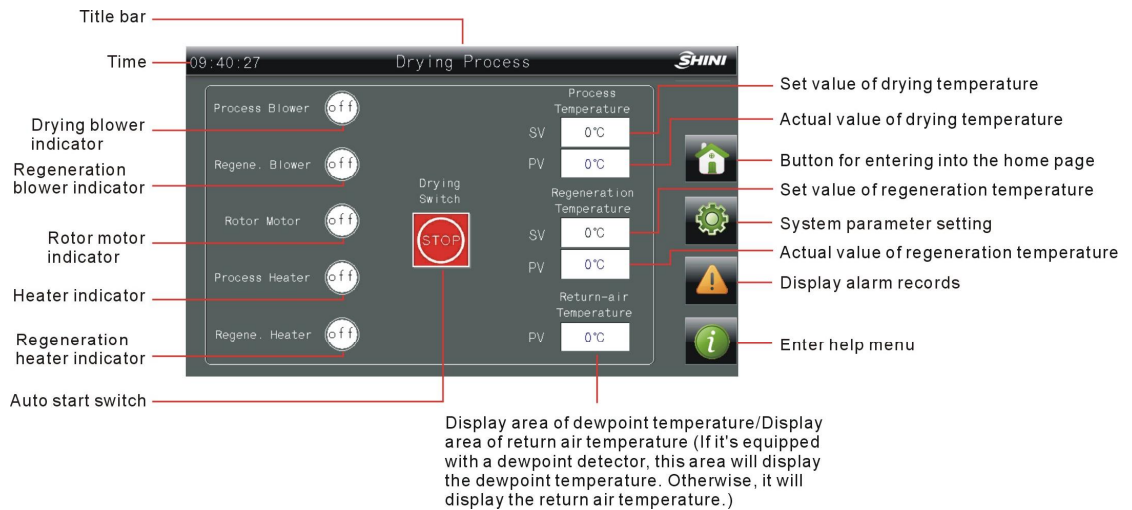 Title bar
Time
09:40:27
Drying Process
SHINI
Process Blower
off
Drying blower
indicator
Regene. Blower
off
Regeneration
blower indicator
Rotor Motor
off
Rotor motor
indicator
Process Heater
off
Heater indicator
Regene. Heater
off
Regeneration
heater indicator
Drying
Switch
STOP
Auto start switch
Process
Temperature
SV
0°C
PV
0°C
Regeneration
Temperature
SV
0°C
PV
0°C
Return-air
Temperature
PV
0°C
Set value of drying temperature
Actual value of drying temperature
Button for entering into the home page
Set value of regeneration temperature
System parameter setting
Actual value of regeneration temperature
Display alarm records
i
Enter help menu
Display area of dewpoint temperature/Display
area of return air temperature (If it's equipped
with a dewpoint detector, this area will display
the dewpoint temperature. Otherwise, it will
display the return air temperature.)